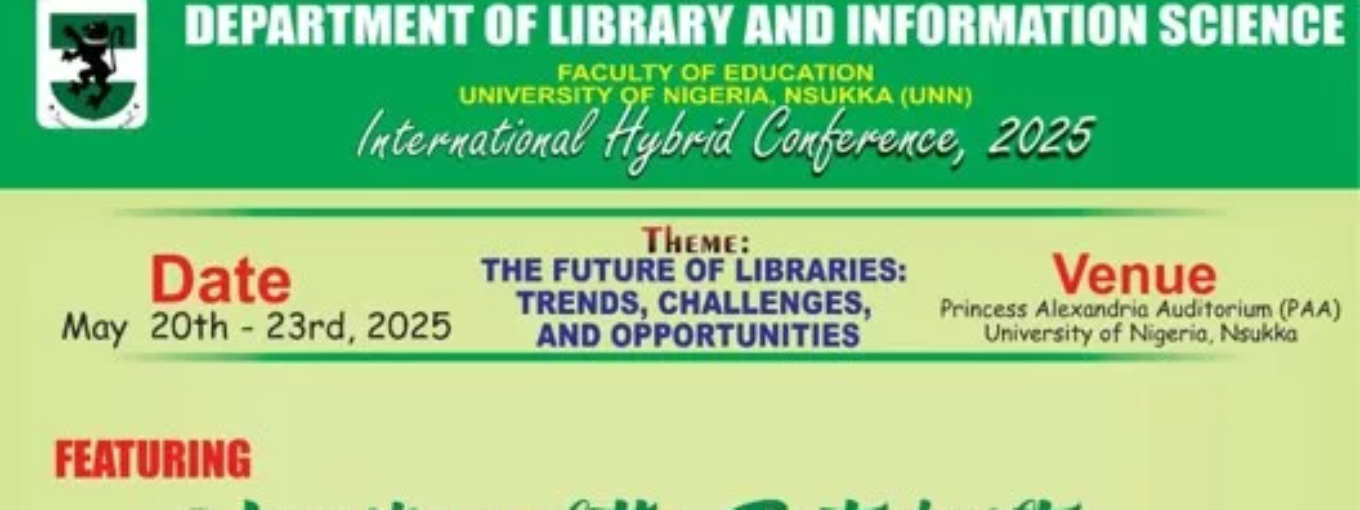 DEPARTMENT OF LIBRARY AND INFORMATION SCIENCE
FACULTY OF EDUCATION
UNIVERSITY OF NIGERIA, NSUKKA (UNN)
International Hybrid Conference, 2025
Date
May 20th - 23rd, 2025
THEME:
THE FUTURE OF LIBRARIES:
TRENDS, CHALLENGES,
AND OPPORTUNITIES
Venue
Princess Alexandria Auditorium (PAA)
University of Nigeria, Nsukka
FEATURING